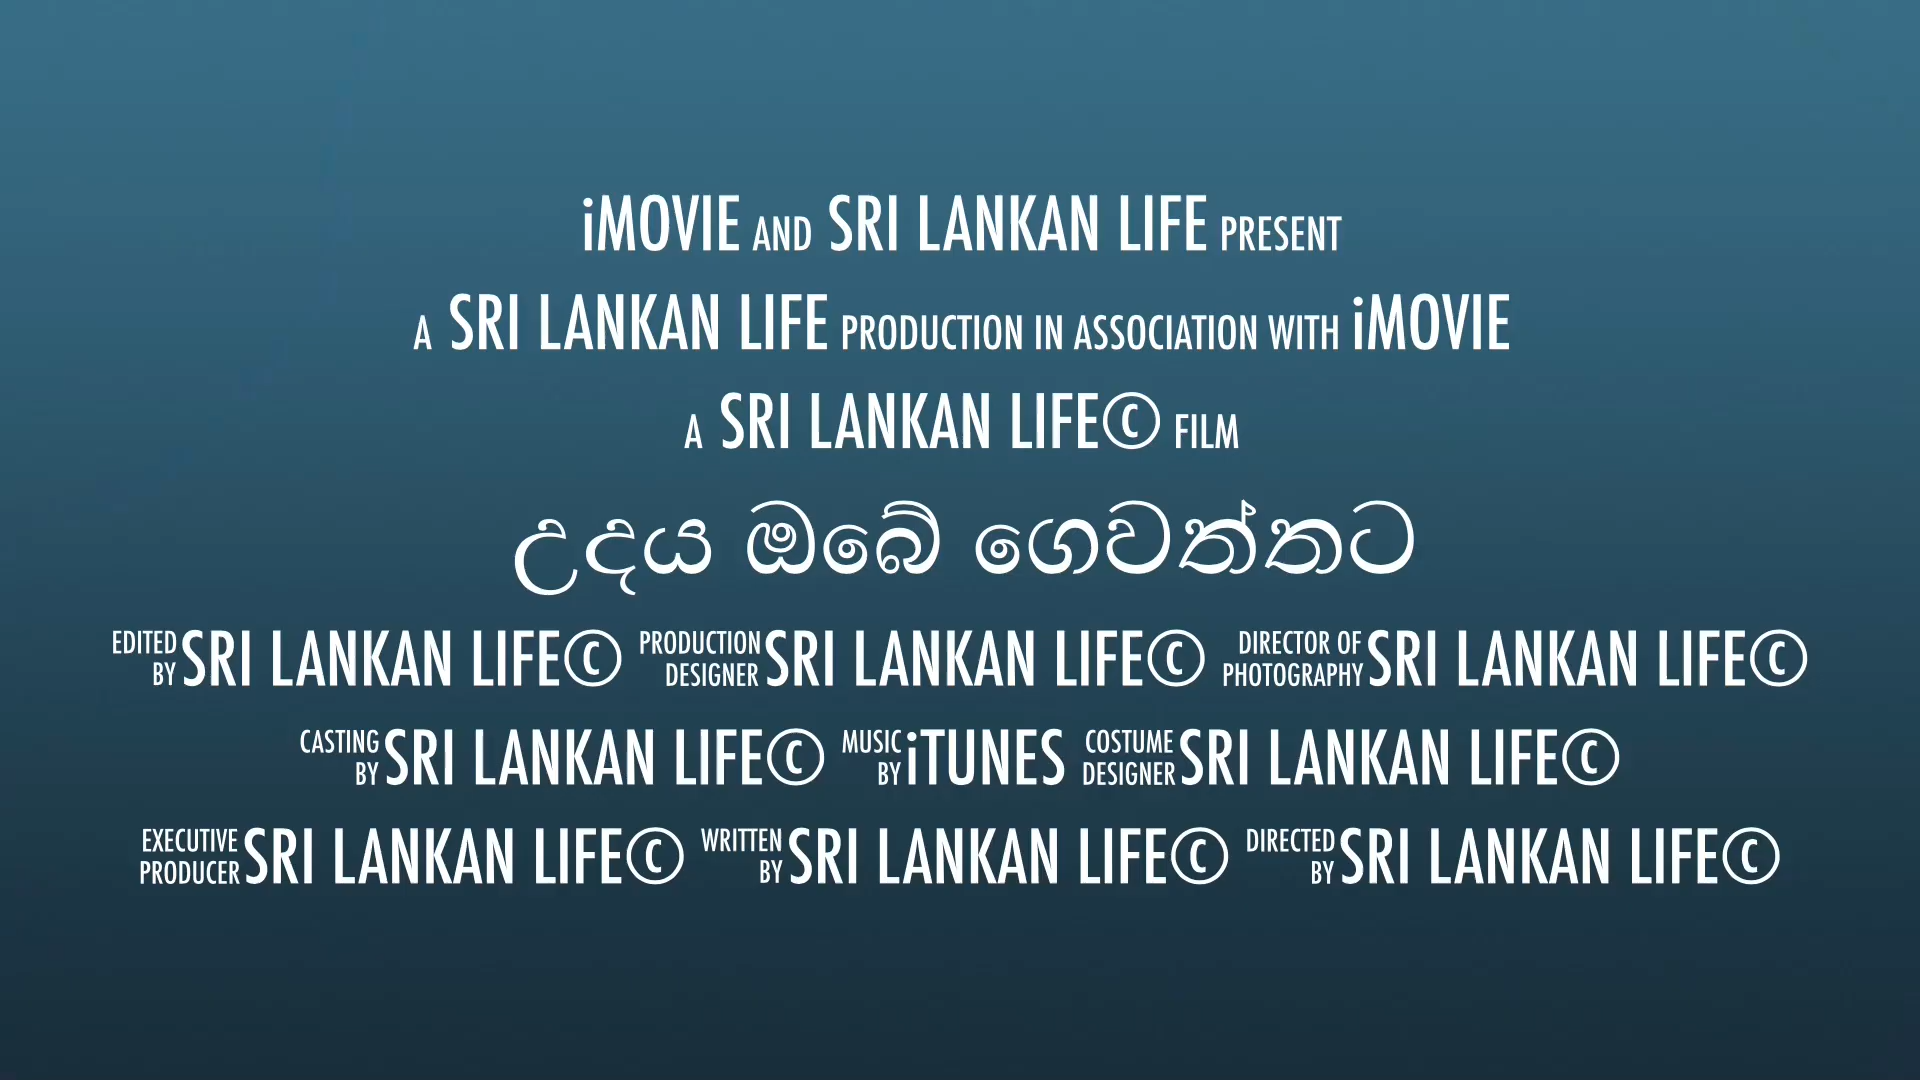 iMOVIE AND SRI LANKAN LIFE PRESENT
A SRI LANKAN LIFE PRODUCTION IN ASSOCIATION WITH iMOVIE
A SRI LANKAN LIFE© FILM
උදය ඔබේ ගෙවත්තට
EDITED BY SRI LANKAN LIFE© PRODUCTION DESIGNER SRI LANKAN LIFE© DIRECTOR OF PHOTOGRAPHY SRI LANKAN LIFE©
CASTING BY SRI LANKAN LIFE© MUSIC BY iTUNES COSTUME DESIGNER SRI LANKAN LIFE©
EXECUTIVE PRODUCER SRI LANKAN LIFE© WRITTEN BY SRI LANKAN LIFE© DIRECTED BY SRI LANKAN LIFE©